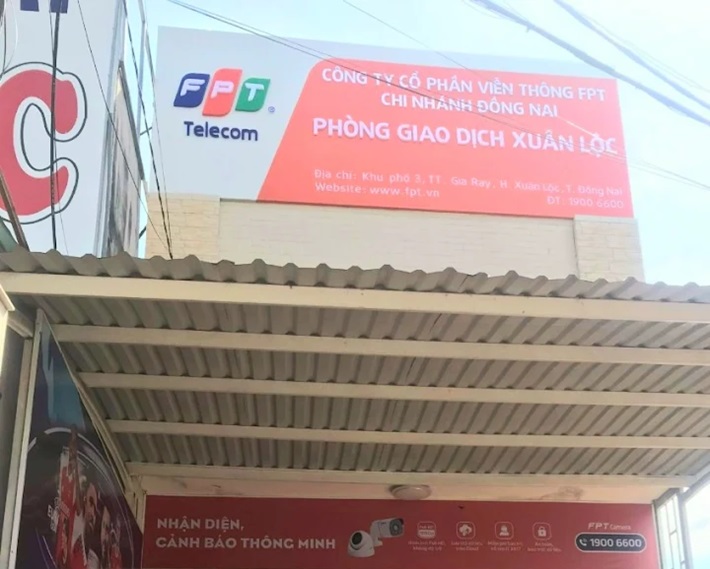 C
FPT
Telecom
CÔNG TY CỔ PHẦN VIỄN THÔNG FPT
CHI NHÁNH ĐỒNG NAI
PHÒNG GIAO DỊCH XUÂN LỘC
Địa chỉ: Khu phố 3, TT. Gia Ray, H. Xuân Lộc, T. Đồng Nai
Website: www.fpt.vn
ĐT: 1900 6600
NHẬN DIỆN,
CẢNH BÁO THÔNG MINH
FPT Camera
1900 6600